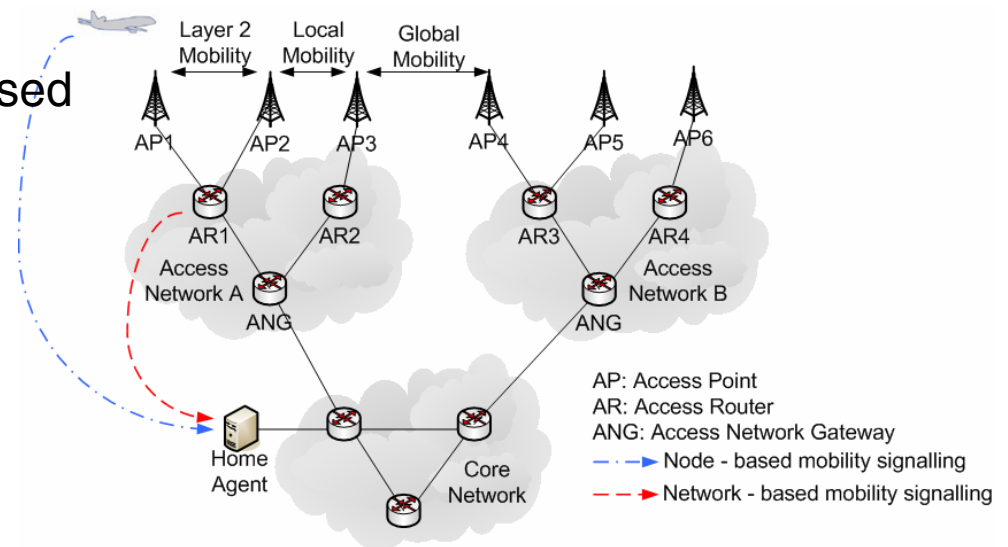 Layer 2
Mobility
Local
Mobility
Global
Mobility
sed
AP1
AP2
AP3
AP4
AP5
AP6
AR1
AR2
AR3
AR4
Access
Network A
Access
Network B
ANG
ANG
AP: Access Point
AR: Access Router
ANG: Access Network Gateway
Node - based mobility signalling
Network - based mobility signalling
Home
Agent
Core
Network